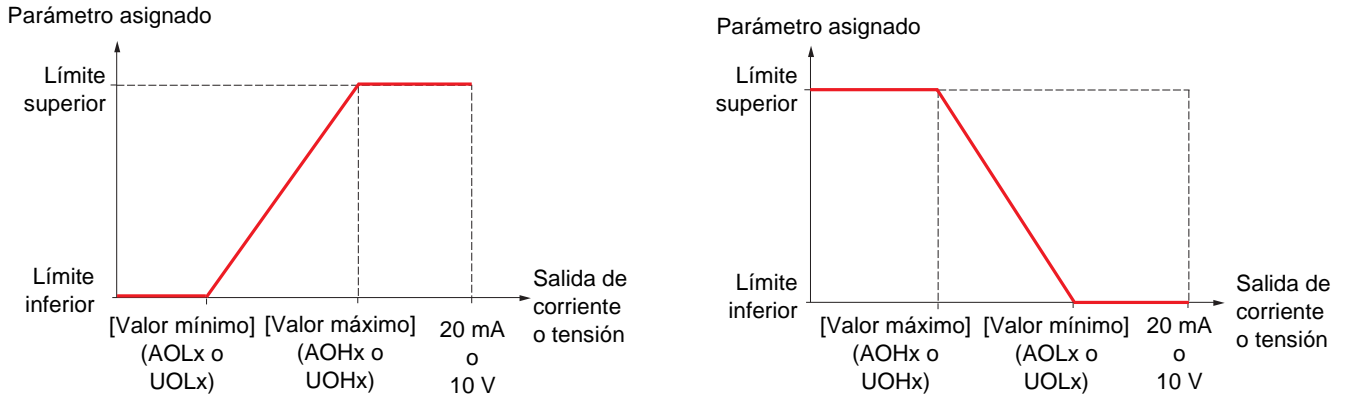 Parámetro asignado
Límite
superior
Límite
inferior
[Valor mínimo]
(AOLx o
UOLx)
[Valor máximo]
(AOHx o
UOHx)
20 mA
o
10 V
Salida de
corriente
o tensión
Parámetro asignado
Límite
superior
Límite
inferior
[Valor máximo]
(AOHx o
UOHx)
[Valor mínimo]
(AOLx o
UOLx)
20 mA
o
10 V
Salida de
corriente
o tensión